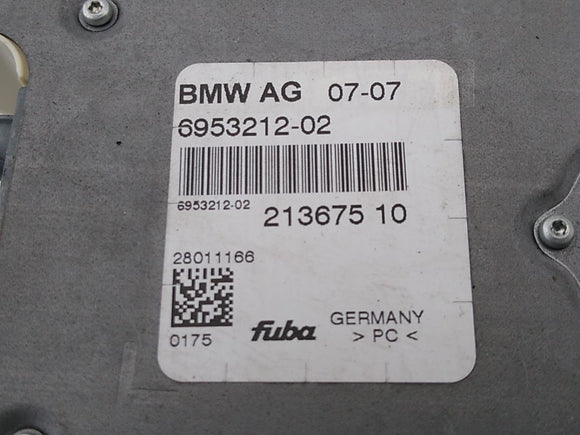 BMW AG 07-07
6953212-02
6953212-02
213675 10
28011166
0175
fuba
GERMANY
> PC <